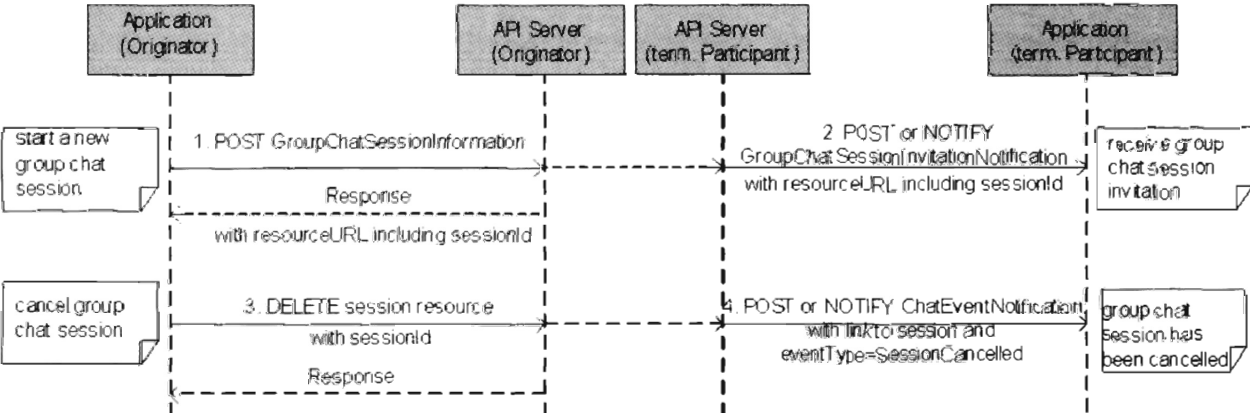 Application
(Originator)
API Server
(Originator)
API Server
(term. Participant)
Application
(term. Partcipant)
start a new
group chat
session
1. POST GroupChatSessionInformation
2 POST or NOTIFY
GroupChatSessionInvitationNotification
with resourceURL including sessionId
receive group
chat session
invitation
Response
with resourceURL including sessionId
cancel group
chat session
3. DELETE session resource
with sessionId
4. POST or NOTIFY ChatEventNotification
with link to session and
eventType=SessionCancelled
group chat
session has
been cancelled
Response